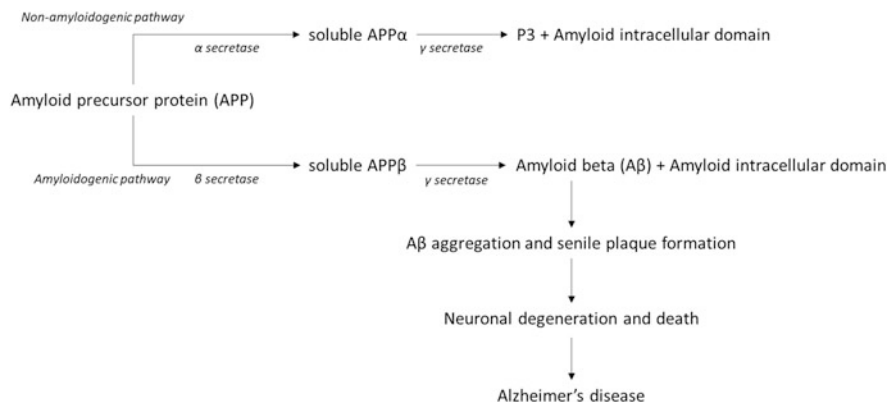 Non-amyloidogenic pathway
α secretase
soluble APPα
γ secretase
P3 + Amyloid intracellular domain
Amyloid precursor protein (APP)
Amyloidogenic pathway
β secretase
soluble APPβ
γ secretase
Amyloid beta (Aβ) + Amyloid intracellular domain
Aβ aggregation and senile plaque formation
Neuronal degeneration and death
Alzheimer’s disease